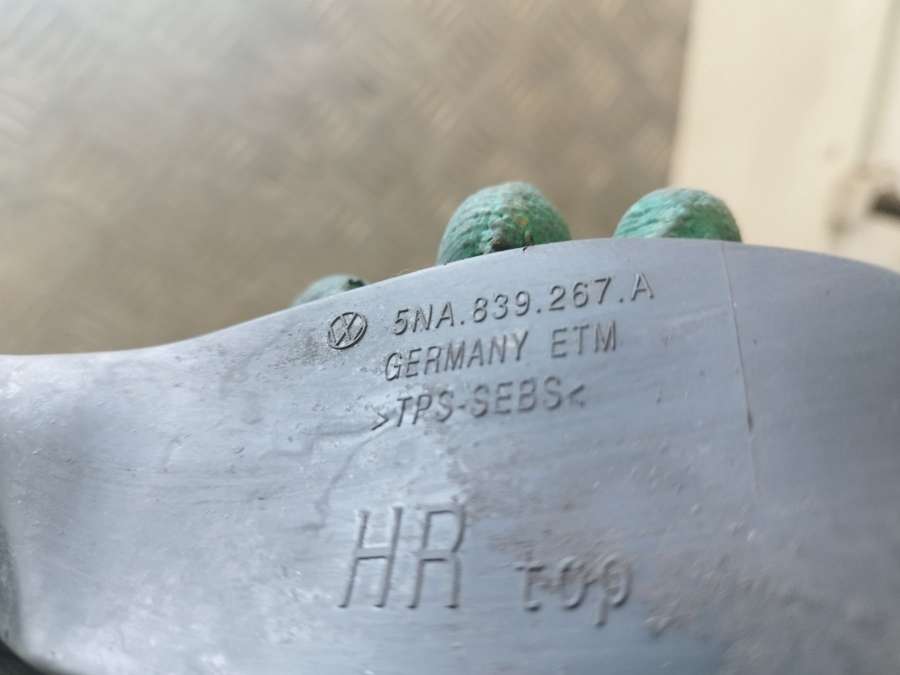 5NA.839.267.A
GERMANY ETM
>TPS-SEBS<
HR top